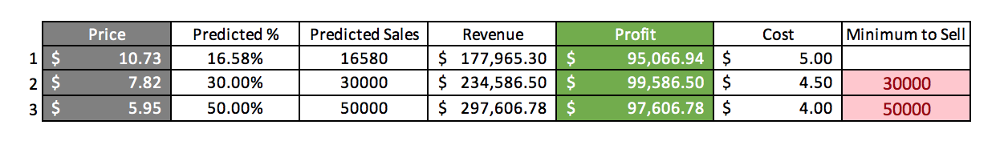 Price Predicted % Predicted Sales Revenue Profit Cost Minimum to Sell
1 $ 10.73 16.58% 16580 $ 177,965.30 $ 95,066.94 $ 5.00
2 $ 7.82 30.00% 30000 $ 234,586.50 $ 99,586.50 $ 4.50 30000
3 $ 5.95 50.00% 50000 $ 297,606.78 $ 97,606.78 $ 4.00 50000